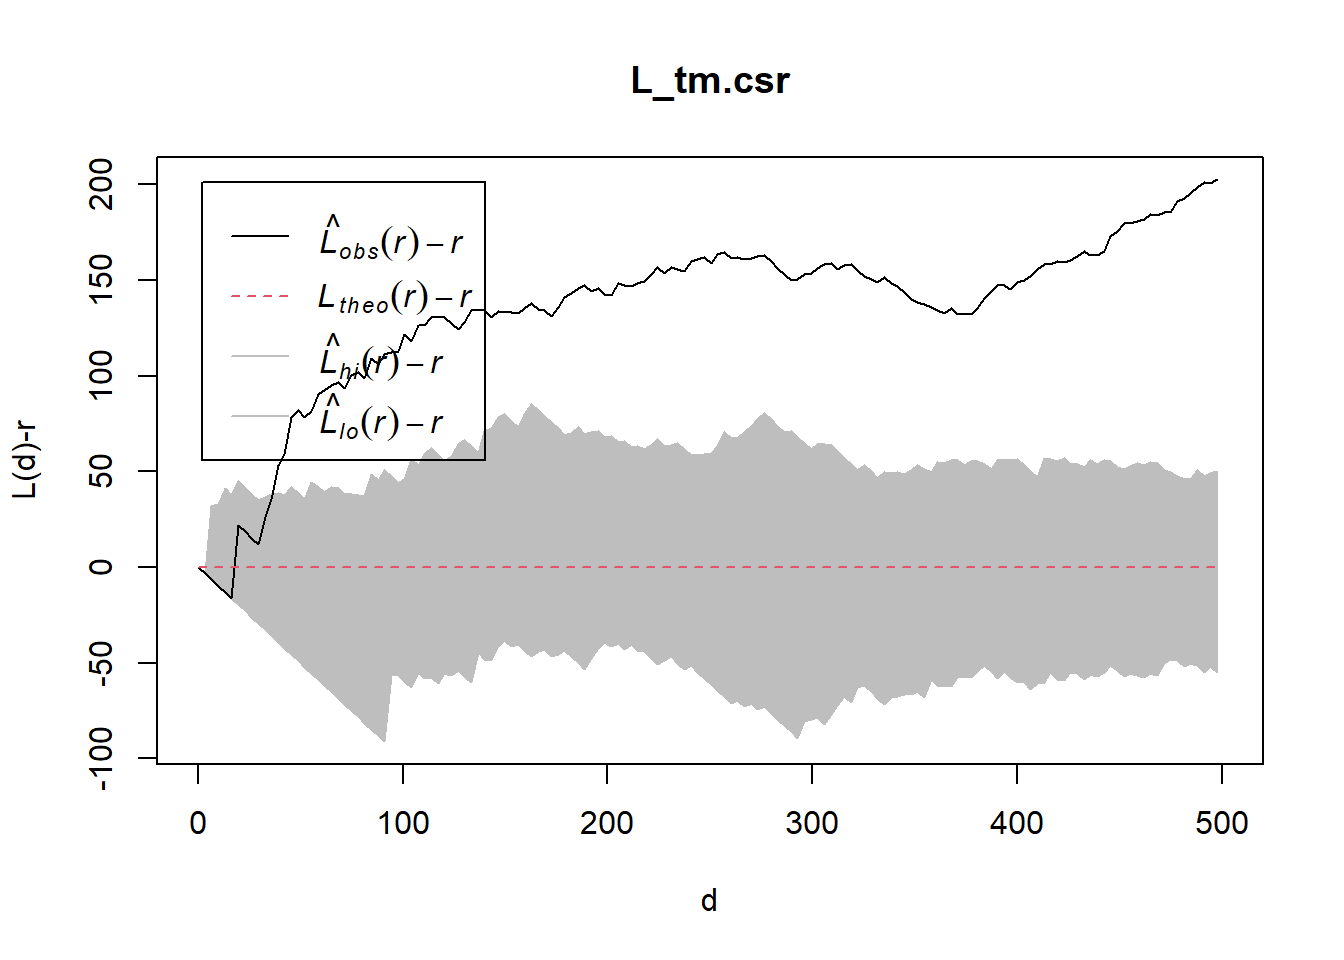 L_tm.csr
L̂obs(r) − r
Ltheo(r) − r
L̂hi(r) − r
L̂lo(r) − r
L(d)-r
200
150
100
50
0
-50
-100
0 100 200 300 400 500
d